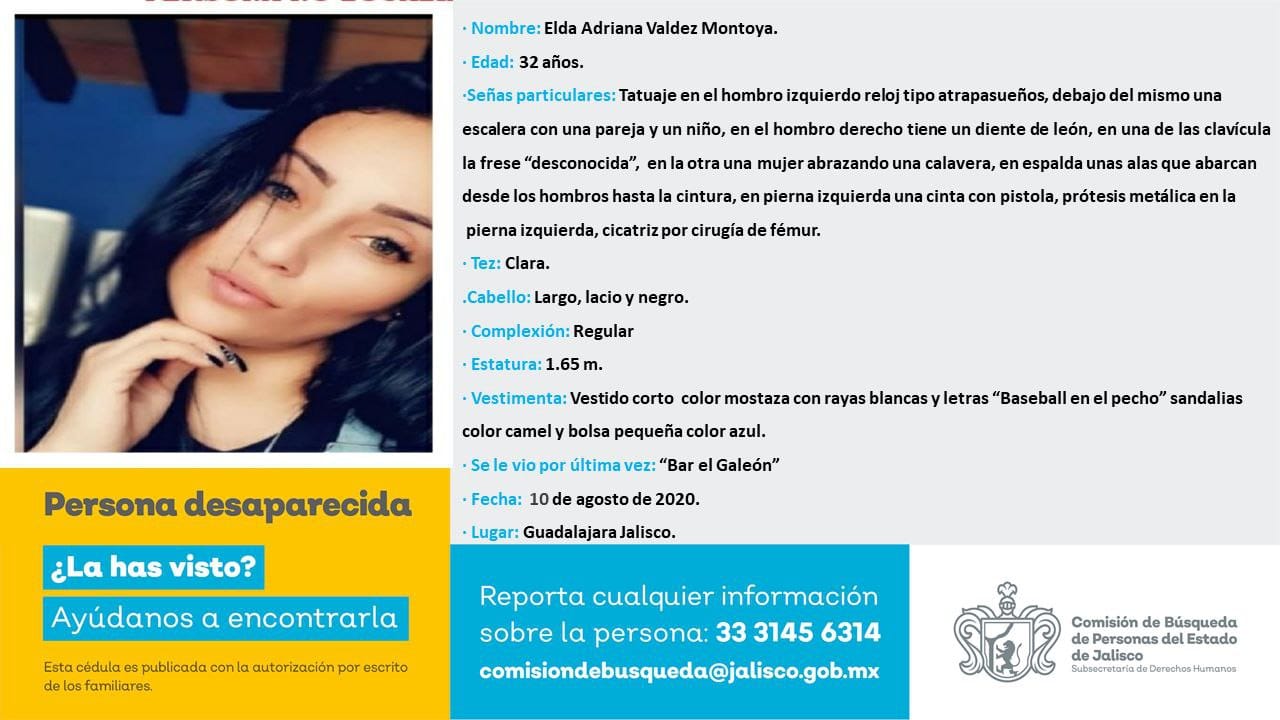 · Nombre: Elda Adriana Valdez Montoya.
· Edad: 32 años.
·Señas particulares: Tatuaje en el hombro izquierdo reloj tipo atrapasueños, debajo del mismo una
escalera con una pareja y un niño, en el hombro derecho tiene un diente de león, en una de las clavícula
la frese “desconocida”, en la otra una mujer abrazando una calavera, en espalda unas alas que abarcan
desde los hombros hasta la cintura, en pierna izquierda una cinta con pistola, prótesis metálica en la
pierna izquierda, cicatriz por cirugía de fémur.
· Tez: Clara.
.Cabello: Largo, lacio y negro.
· Complexión: Regular
· Estatura: 1.65 m.
· Vestimenta: Vestido corto color mostaza con rayas blancas y letras “Baseball en el pecho” sandalias
color camel y bolsa pequeña color azul.
· Se le vio por última vez: “Bar el Galeón”
· Fecha: 10 de agosto de 2020.
· Lugar: Guadalajara Jalisco.
Persona desaparecida
¿La has visto?
Ayúdanos a encontrarla
Esta cédula es publicada con la autorización por escrito
de los familiares.
Reporta cualquier información
sobre la persona: 33 3145 6314
comisiondebusqueda@jalisco.gob.mx
Comisión de Búsqueda
de Personas del Estado
de Jalisco
Subsecretaría de Derechos Humanos